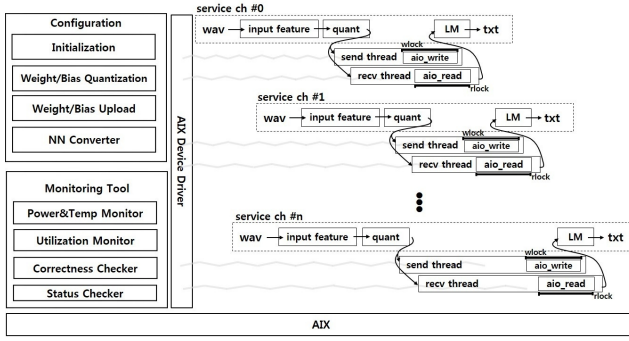 Configuration
Initialization
Weight/Bias Quantization
Weight/Bias Upload
NN Converter
Monitoring Tool
Power&Temp Monitor
Utilization Monitor
Correctness Checker
Status Checker
AIX Device Driver
service ch #0
wav input feature quant LM txt
wlock
send thread aio_write
recv thread aio_read
rlock
service ch #1
wav input feature quant LM txt
wlock
send thread aio_write
recv thread aio_read
rlock
service ch #n
wav input feature quant LM txt
wlock
send thread aio_write
recv thread aio_read
rlock
AIX